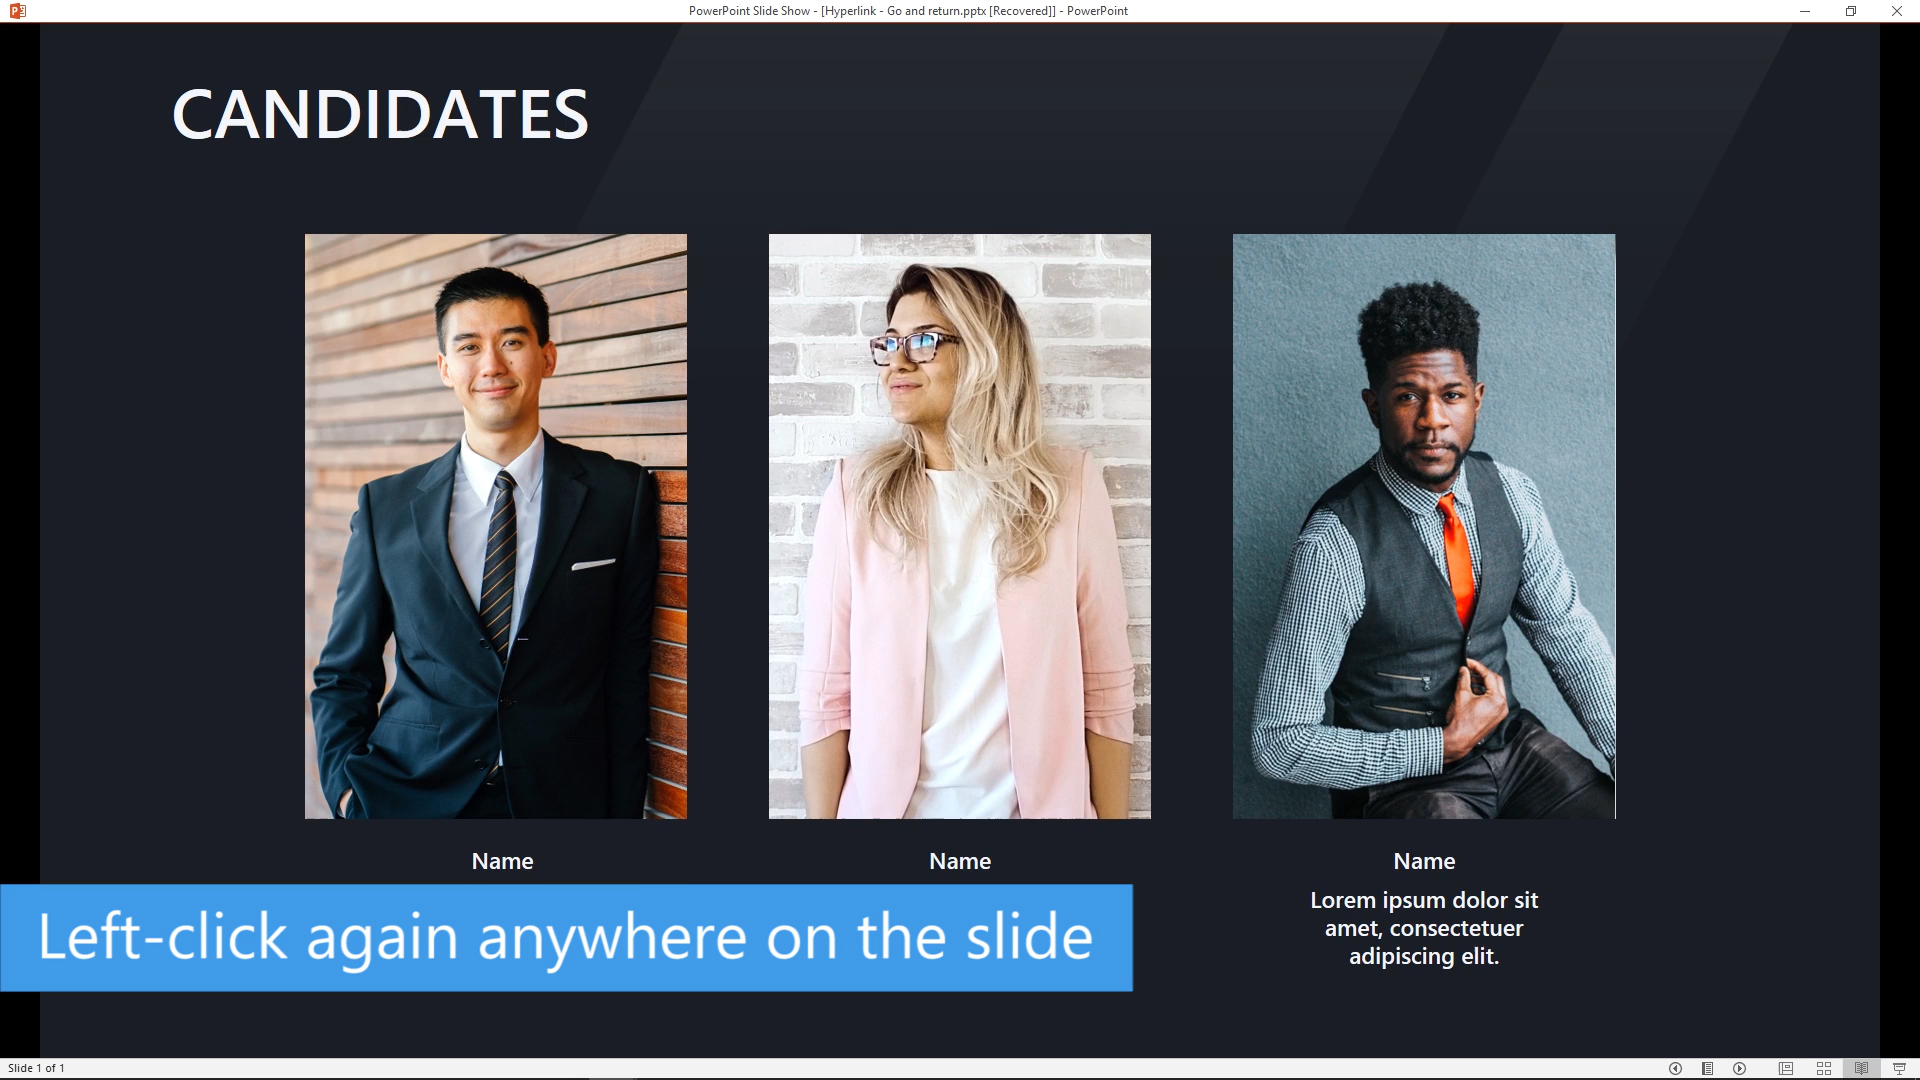 PowerPoint Slide Show - [Hyperlink - Go and return.pptx [Recovered]] - PowerPoint
CANDIDATES
Name
Name
Name
Lorem ipsum dolor sit
amet, consectetuer
adipiscing elit.
Left-click again anywhere on the slide
Slide 1 of 1